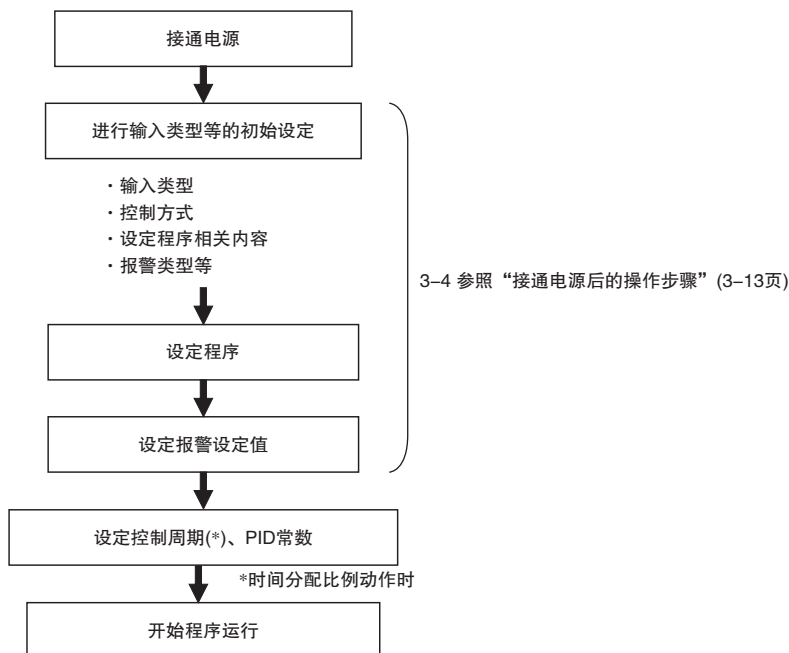 接通电源
进行输入类型等的初始设定
・输入类型
・控制方式
・设定程序相关内容
・报警类型等
3–4 参照“接通电源后的操作步骤”(3–13页)
设定程序
设定报警设定值
设定控制周期(*)、PID常数
*时间分配比例动作时
开始程序运行